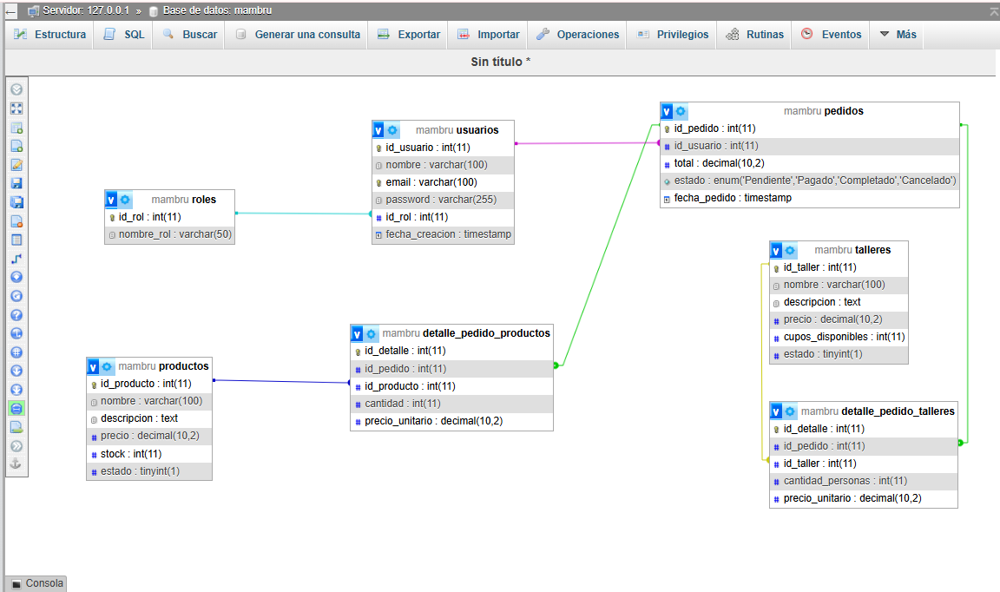 Servidor: 127.0.0.1 » Base de datos: mambru
Estructura SQL Buscar Generar una consulta Exportar Importar Operaciones Privilegios Rutinas Eventos Más
Sin título *
mambru roles
id_rol : int(11)
nombre_rol : varchar(50)
mambru usuarios
id_usuario : int(11)
nombre : varchar(100)
email : varchar(100)
password : varchar(255)
id_rol : int(11)
fecha_creacion : timestamp
mambru pedidos
id_pedido : int(11)
id_usuario : int(11)
total : decimal(10,2)
estado : enum('Pendiente','Pagado','Completado','Cancelado')
fecha_pedido : timestamp
mambru talleres
id_taller : int(11)
nombre : varchar(100)
descripcion : text
precio : decimal(10,2)
cupos_disponibles : int(11)
estado : tinyint(1)
mambru productos
id_producto : int(11)
nombre : varchar(100)
descripcion : text
precio : decimal(10,2)
stock : int(11)
estado : tinyint(1)
mambru detalle_pedido_productos
id_detalle : int(11)
id_pedido : int(11)
id_producto : int(11)
cantidad : int(11)
precio_unitario : decimal(10,2)
mambru detalle_pedido_talleres
id_detalle : int(11)
id_pedido : int(11)
id_taller : int(11)
cantidad_personas : int(11)
precio_unitario : decimal(10,2)
Consola